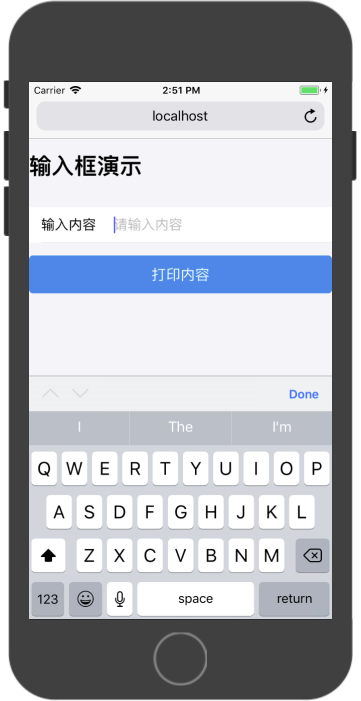 Carrier 2:51 PM
localhost
输入框演示
输入内容 请输入内容
打印内容
Done
I The I'm
Q W E R T Y U I O P
A S D F G H J K L
Z X C V B N M
123 space return